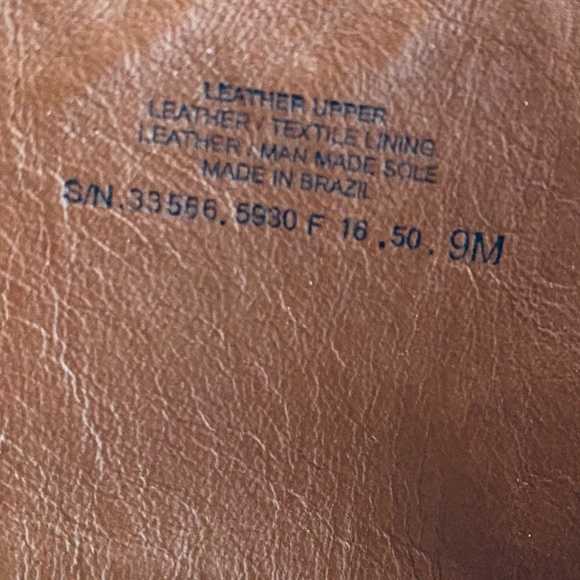 LEATHER UPPER
LEATHER / TEXTILE LINING
LEATHER / MAN MADE SOLE
MADE IN BRAZIL
S/N.33566.5930 F 16 .50. 9M